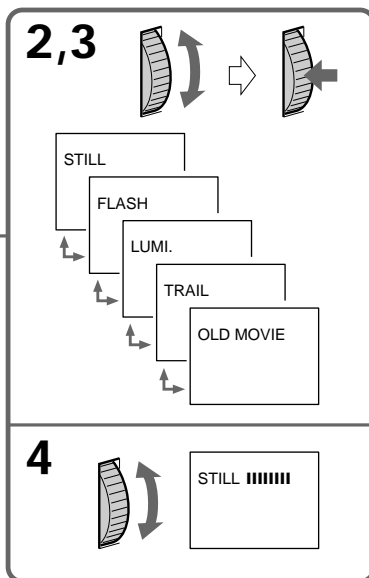 2,3
STILL
FLASH
LUMI.
TRAIL
OLD MOVIE
4
STILL IIIIIIII